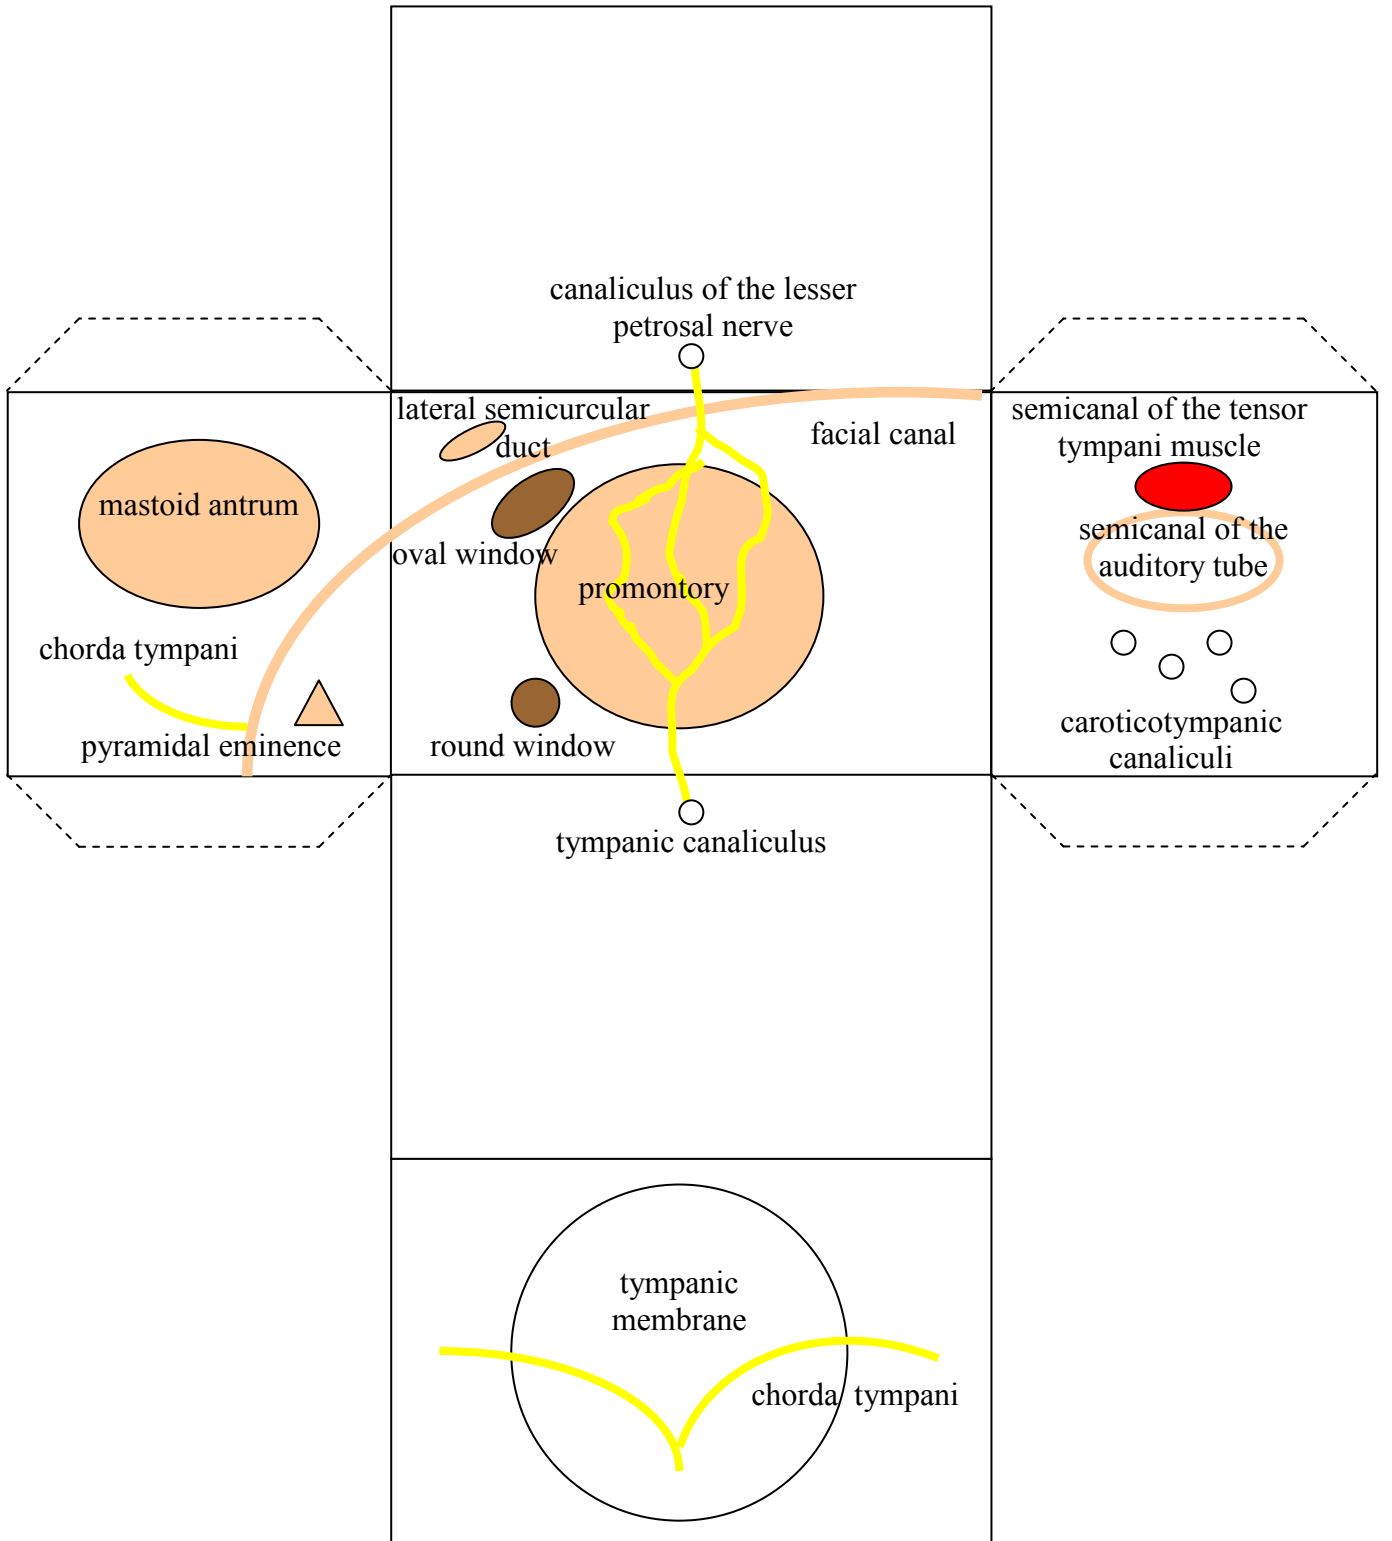 canaliculus of the lesser
petrosal nerve
lateral semicurcular
duct
facial canal
semicanal of the tensor
tympani muscle
mastoid antrum
oval window
promontory
semicanal of the
auditory tube
chorda tympani
pyramidal eminence
round window
caroticotympanic
canaliculi
tympanic canaliculus
tympanic
membrane
chorda tympani